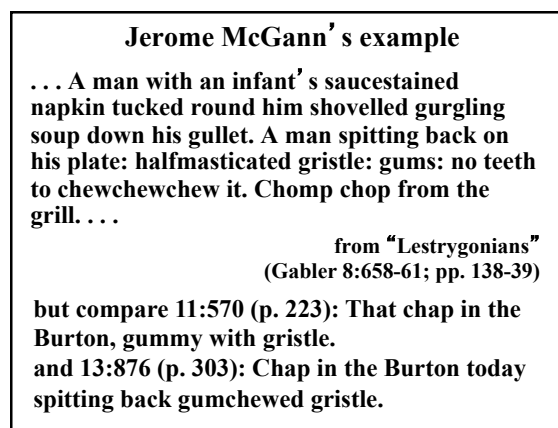 Jerome McGann's example
. . . A man with an infant's saucestained
napkin tucked round him shovelled gurgling
soup down his gullet. A man spitting back on
his plate: halfmasticated gristle: gums: no teeth
to chewchewchew it. Chomp chop from the
grill. . . .
from “Lestrygonians”
(Gabler 8:658-61; pp. 138-39)
but compare 11:570 (p. 223): That chap in the
Burton, gummy with gristle.
and 13:876 (p. 303): Chap in the Burton today
spitting back gumchewed gristle.